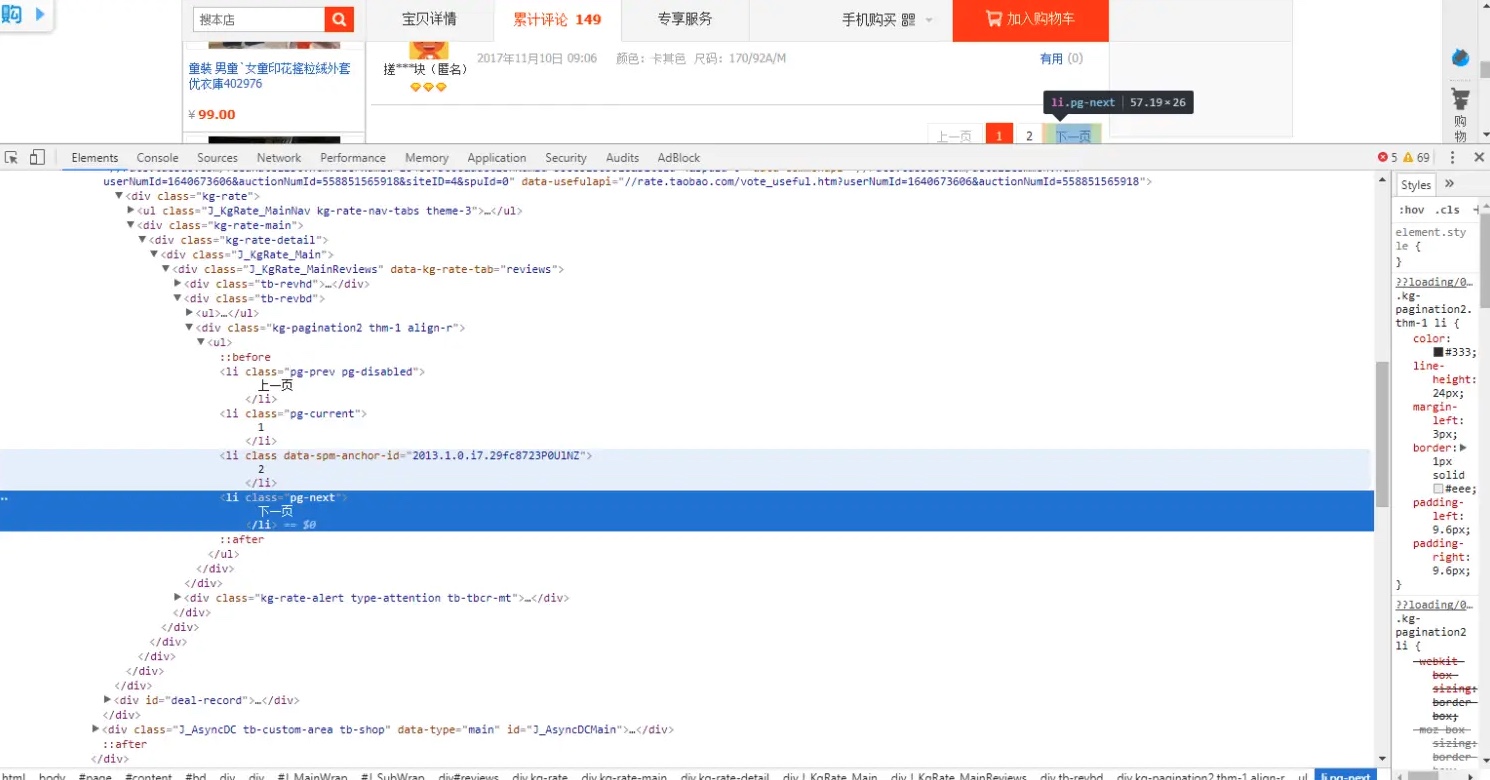 购
搜本店
宝贝详情
累计评论 149
专享服务
手机购买
加入购物车
童装 男童`女童印花摇粒绒外套
优衣庫402976
¥ 99.00
搓***块（匿名）
2017年11月10日 09:06 颜色：卡其色 尺码：170/92A/M
有用 (0)
li.pg-next | 57.19×26
上一页 1 2 下一页
购
物
Elements Console Sources Network Performance Memory Application Security Audits AdBlock
5 69
userNumId=1640673606&auctionNumId=558851565918&siteID=4&spuId=0" data-usefulapi="//rate.taobao.com/vote_useful.htm?userNumId=1640673606&auctionNumId=558851565918">
<div class="kg-rate">
<ul class="J_KgRate_MainNav kg-rate-nav-tabs theme-3">…</ul>
<div class="kg-rate-main">
<div class="kg-rate-detail">
<div class="J_KgRate_Main">
<div class="J_KgRate_MainReviews" data-kg-rate-tab="reviews">
<div class="tb-revhd">…</div>
<div class="tb-revbd">
<ul>…</ul>
<div class="kg-pagination2 thm-1 align-r">
<ul>
::before
<li class="pg-prev pg-disabled">
上一页
</li>
<li class="pg-current">
1
</li>
<li class data-spm-anchor-id="2013.1.0.i7.29fc8723P0UlNZ">
2
</li>
<li class="pg-next">
下一页
</li> == $0
::after
</ul>
</div>
</div>
<div class="kg-rate-alert type-attention tb-tbcr-mt">…</div>
</div>
</div>
</div>
</div>
</div>
</div>
<div id="deal-record">…</div>
</div>
<div class="J_AsyncDC tb-custom-area tb-shop" data-type="main" id="J_AsyncDCMain">…</div>
::after
</div>
html body #page #content #bd div div #J_MainWrap #J_SubWrap div#reviews div.kg-rate div.kg-rate-main div.kg-rate-detail div.J_KgRate_Main div.J_KgRate_MainReviews div.tb-revbd div.kg-pagination2.thm-1.align-r ul li.pg-next
Styles »
:hov .cls +
element.sty
le {
}
??loading/0…
.kg-
pagination2.
thm-1 li {
color:
#333;
line-
height:
24px;
margin-
left:
3px;
border:
1px
solid
#eee;
padding-
left:
9.6px;
padding-
right:
9.6px;
}
??loading/0…
.kg-
pagination2
li {
-webkit-
box-
sizing:
border-
box;
-moz-box-
sizing: